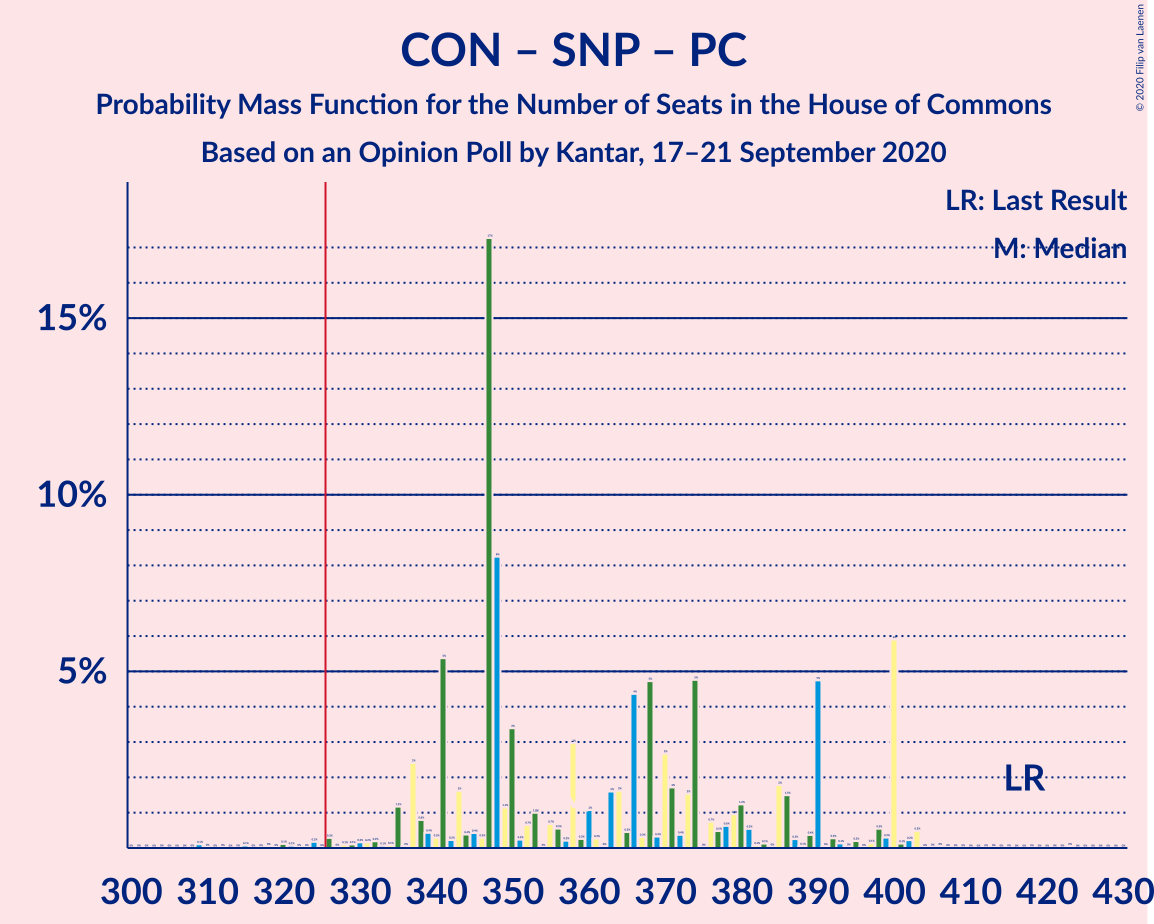 CON – SNP – PC
Probability Mass Function for the Number of Seats in the House of Commons
Based on an Opinion Poll by Kantar, 17–21 September 2020
© 2020 Filip van Laenen
LR: Last Result
M: Median
15%
10%
5%
LR
300 310 320 330 340 350 360 370 380 390 400 410 420 430